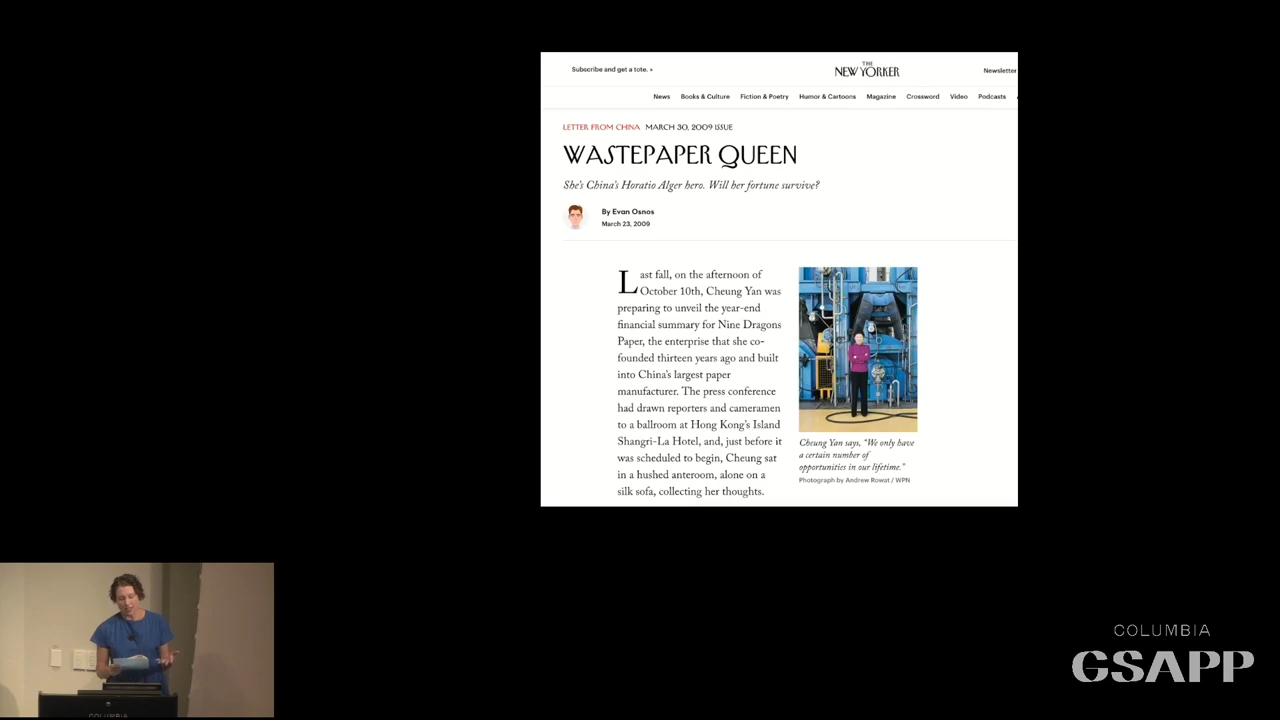 Subscribe and get a tote. »
THE
NEW YORKER
Newsletter
News Books & Culture Fiction & Poetry Humor & Cartoons Magazine Crossword Video Podcasts
LETTER FROM CHINA MARCH 30, 2009 ISSUE
WASTEPAPER QUEEN
She's China's Horatio Alger hero. Will her fortune survive?
By Evan Osnos
March 23, 2009
Last fall, on the afternoon of
October 10th, Cheung Yan was
preparing to unveil the year-end
financial summary for Nine Dragons
Paper, the enterprise that she co-
founded thirteen years ago and built
into China's largest paper
manufacturer. The press conference
had drawn reporters and cameramen
to a ballroom at Hong Kong's Island
Shangri-La Hotel, and, just before it
was scheduled to begin, Cheung sat
in a hushed anteroom, alone on a
silk sofa, collecting her thoughts.
Cheung Yan says, “We only have
a certain number of
opportunities in our lifetime.”
Photograph by Andrew Rowat / WPN
COLUMBIA
COLUMBIA
GSAPP